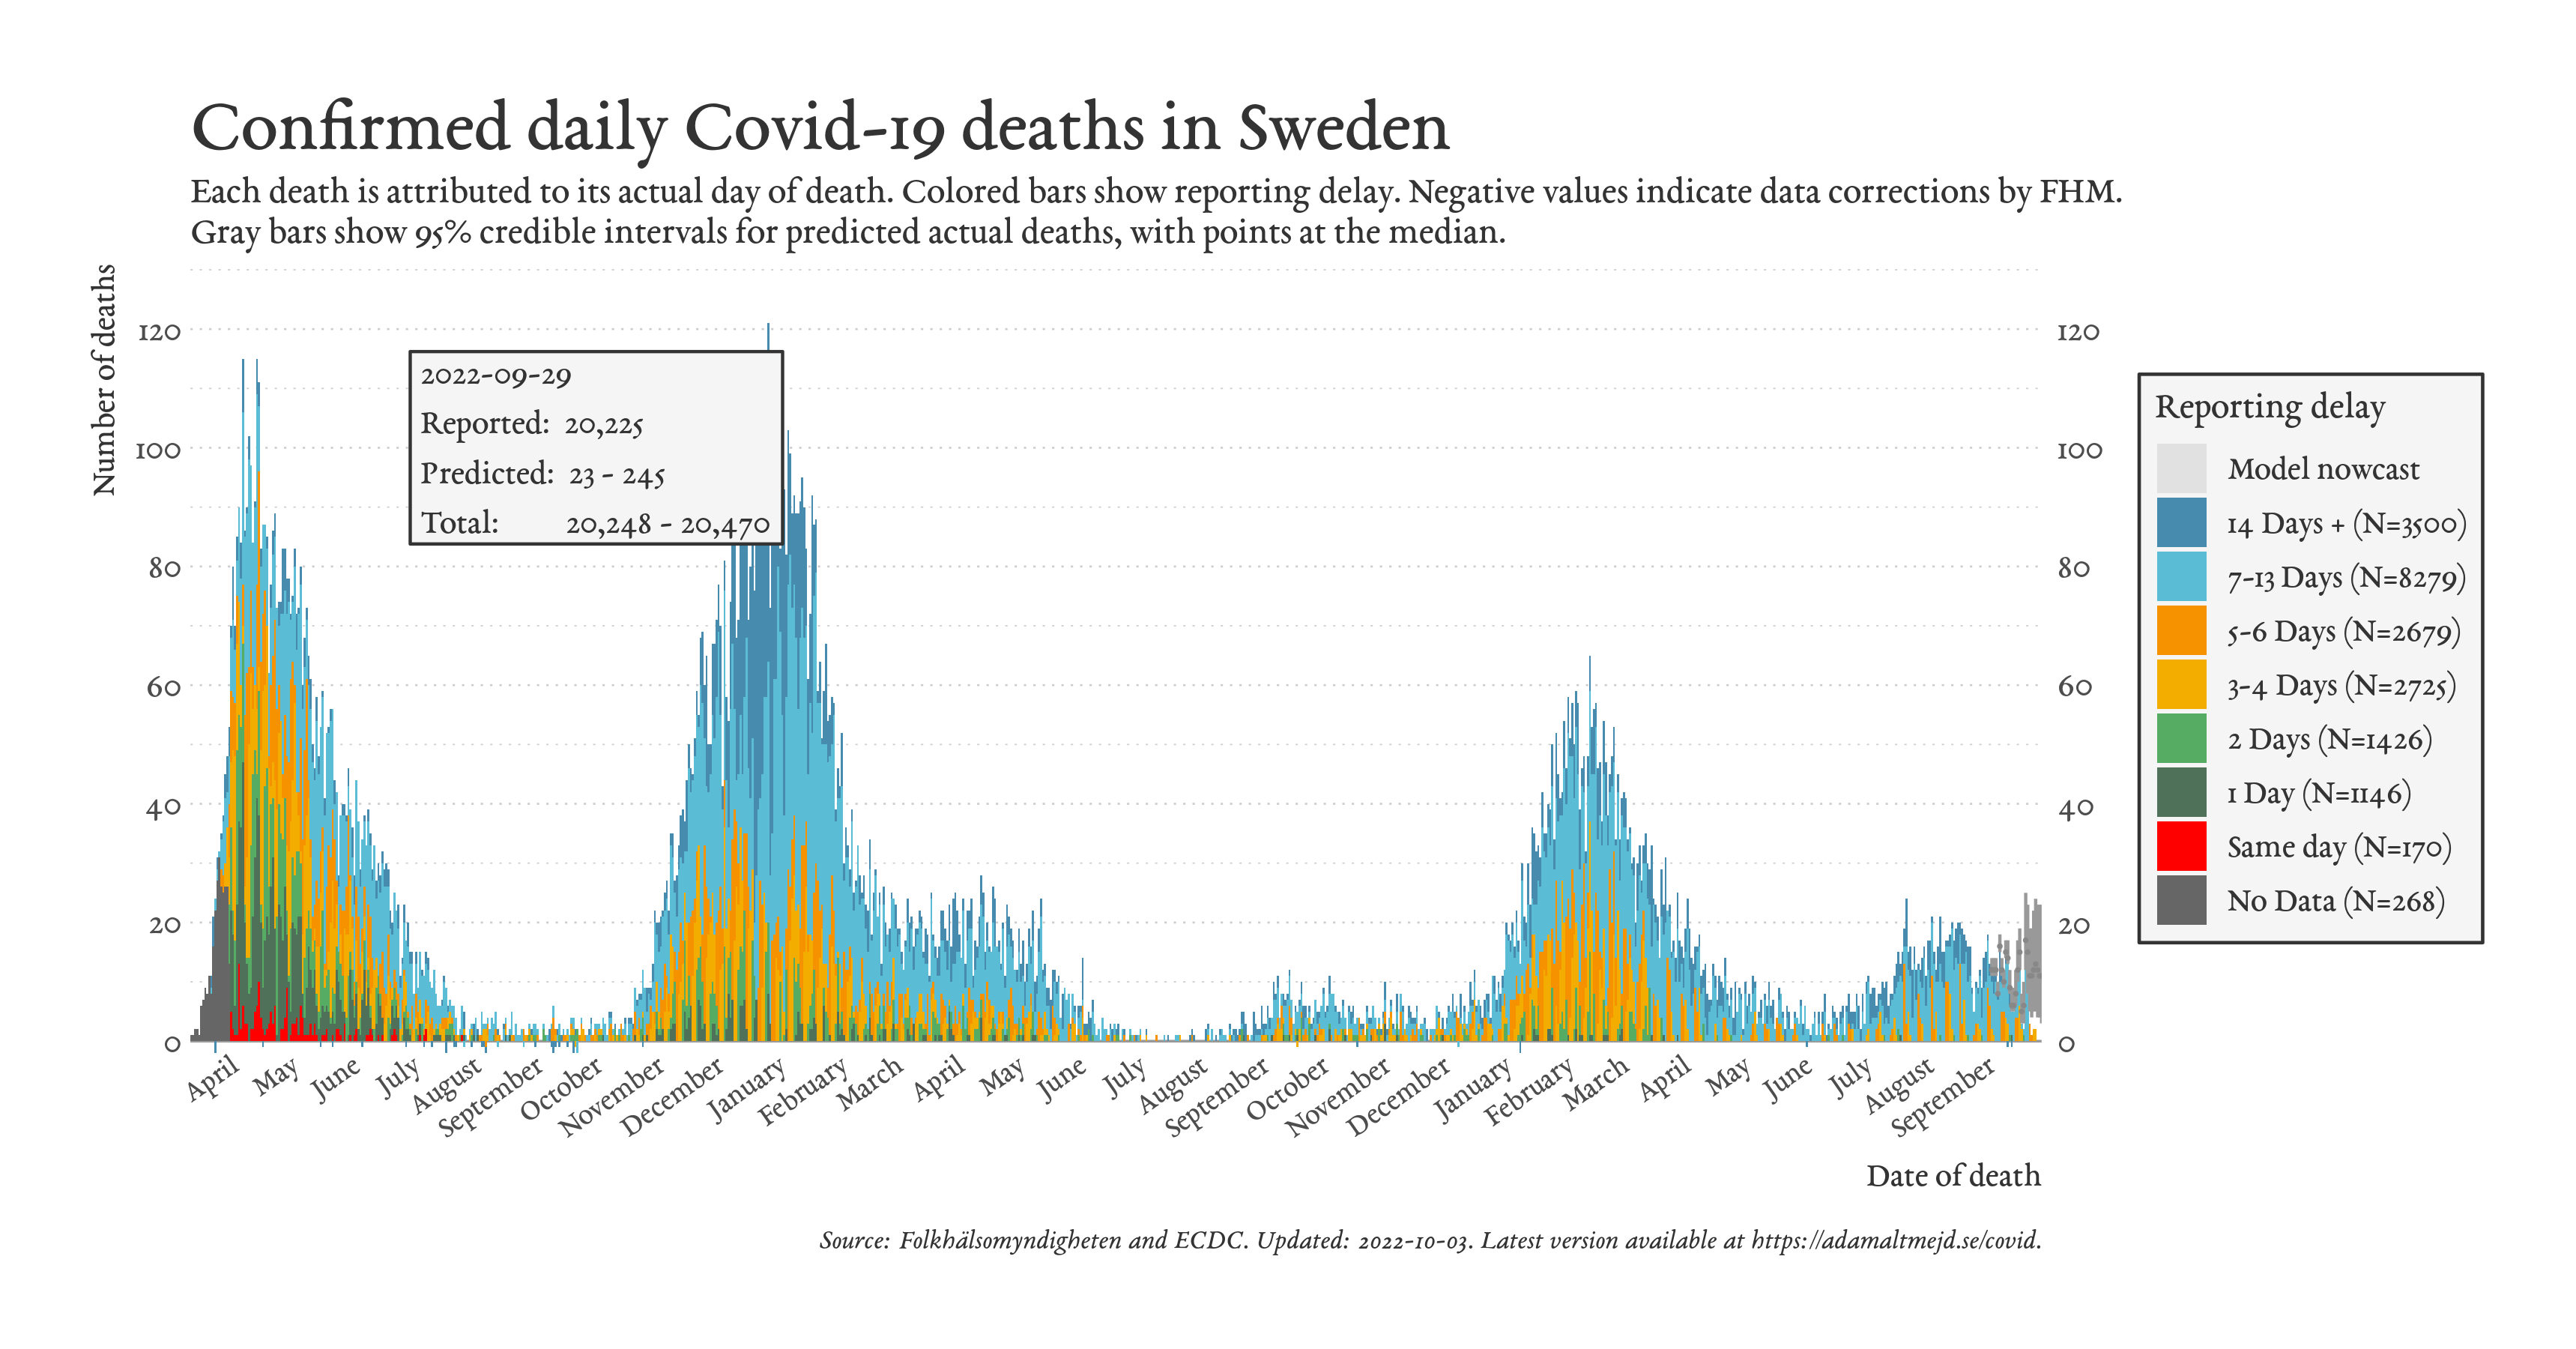 Confirmed daily Covid-19 deaths in Sweden
Each death is attributed to its actual day of death. Colored bars show reporting delay. Negative values indicate data corrections by FHM.
Gray bars show 95% credible intervals for predicted actual deaths, with points at the median.
Number of deaths
120
100
80
60
40
20
0
2022-09-29
Reported: 20,225
Predicted: 23 - 245
Total: 20,248 - 20,470
120
100
80
60
40
20
0
Reporting delay
Model nowcast
14 Days + (N=3500)
7-13 Days (N=8279)
5-6 Days (N=2679)
3-4 Days (N=2725)
2 Days (N=1426)
1 Day (N=1146)
Same day (N=170)
No Data (N=268)
April
May
June
July
August
September
October
November
December
January
February
March
April
May
June
July
August
September
October
November
December
January
February
March
April
May
June
July
August
September
Date of death
Source: Folkhälsomyndigheten and ECDC. Updated: 2022-10-03. Latest version available at https://adamaltmejd.se/covid.